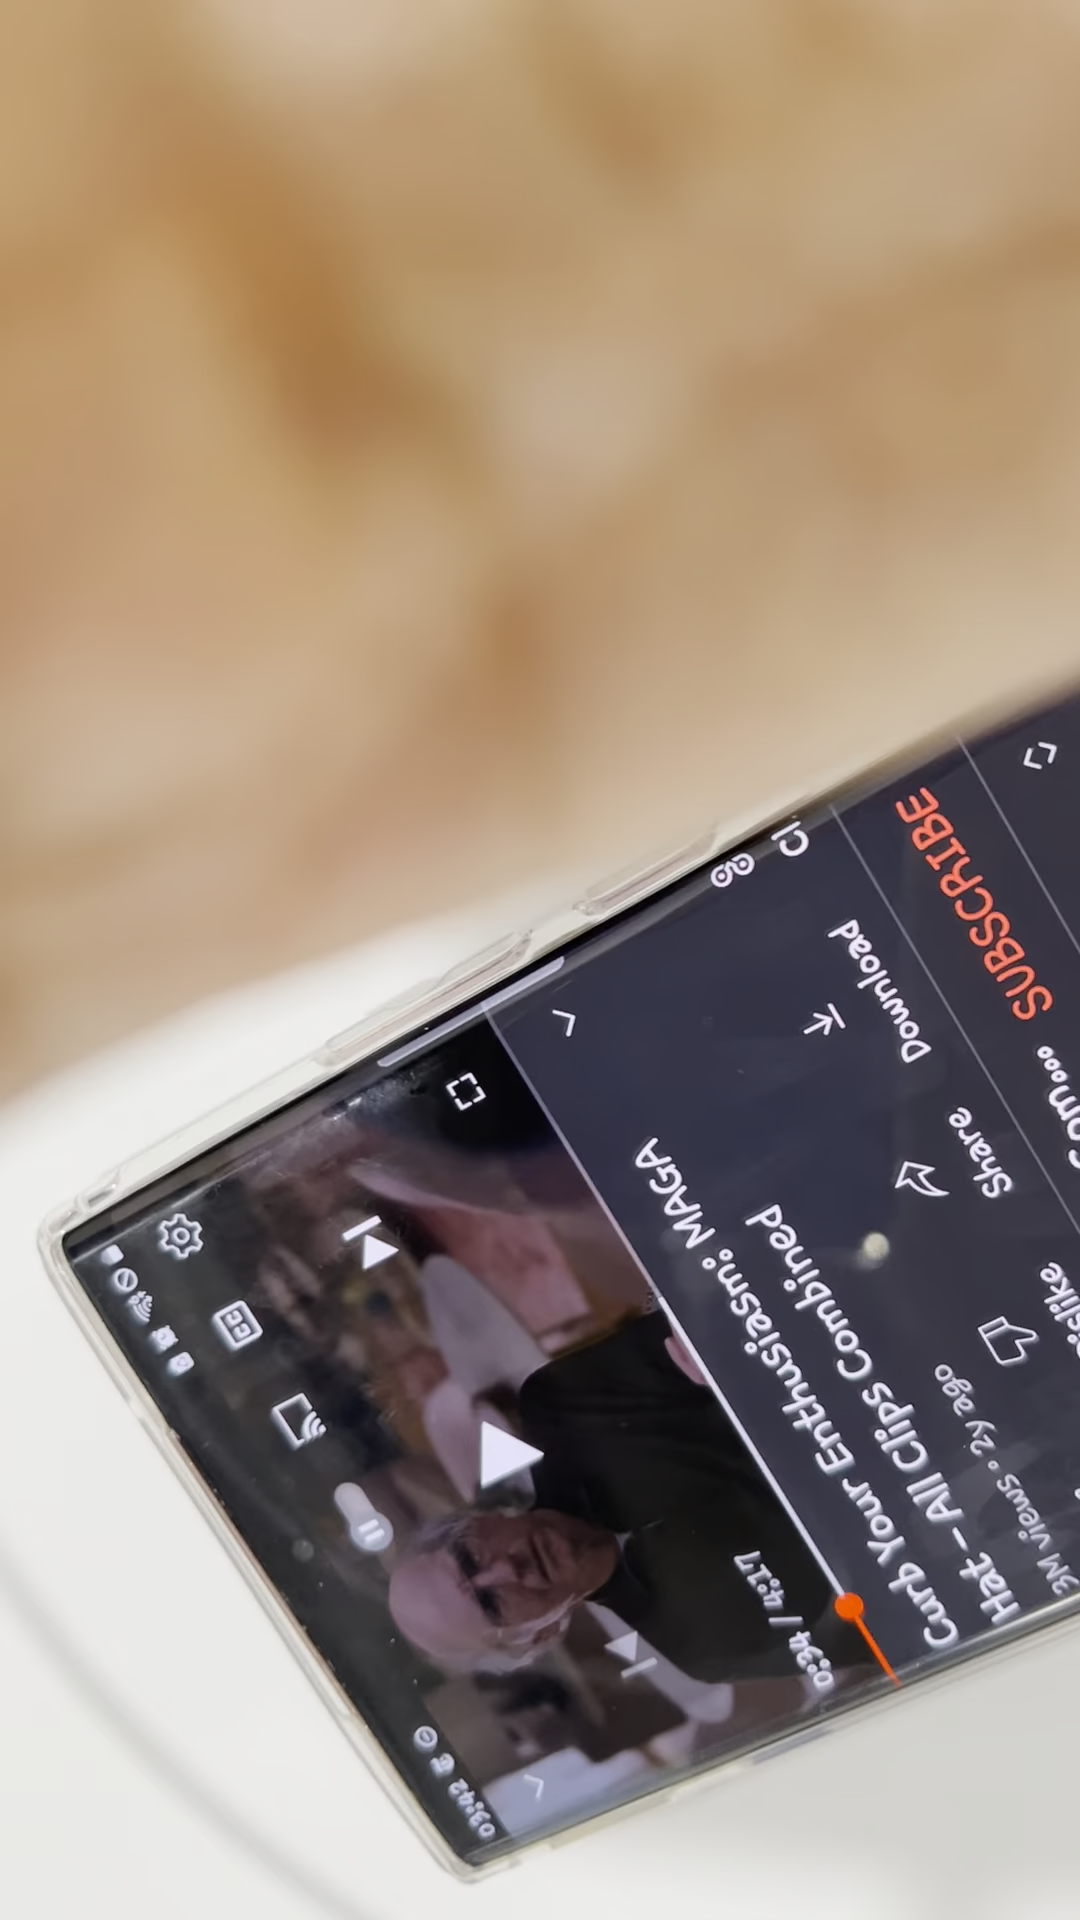 03:42
CC
0:34 / 4:17
Curb Your Enthusiasm: MAGA
Hat – All Clips Combined
3M views • 2y ago
Share
Download
SUBSCRIBE